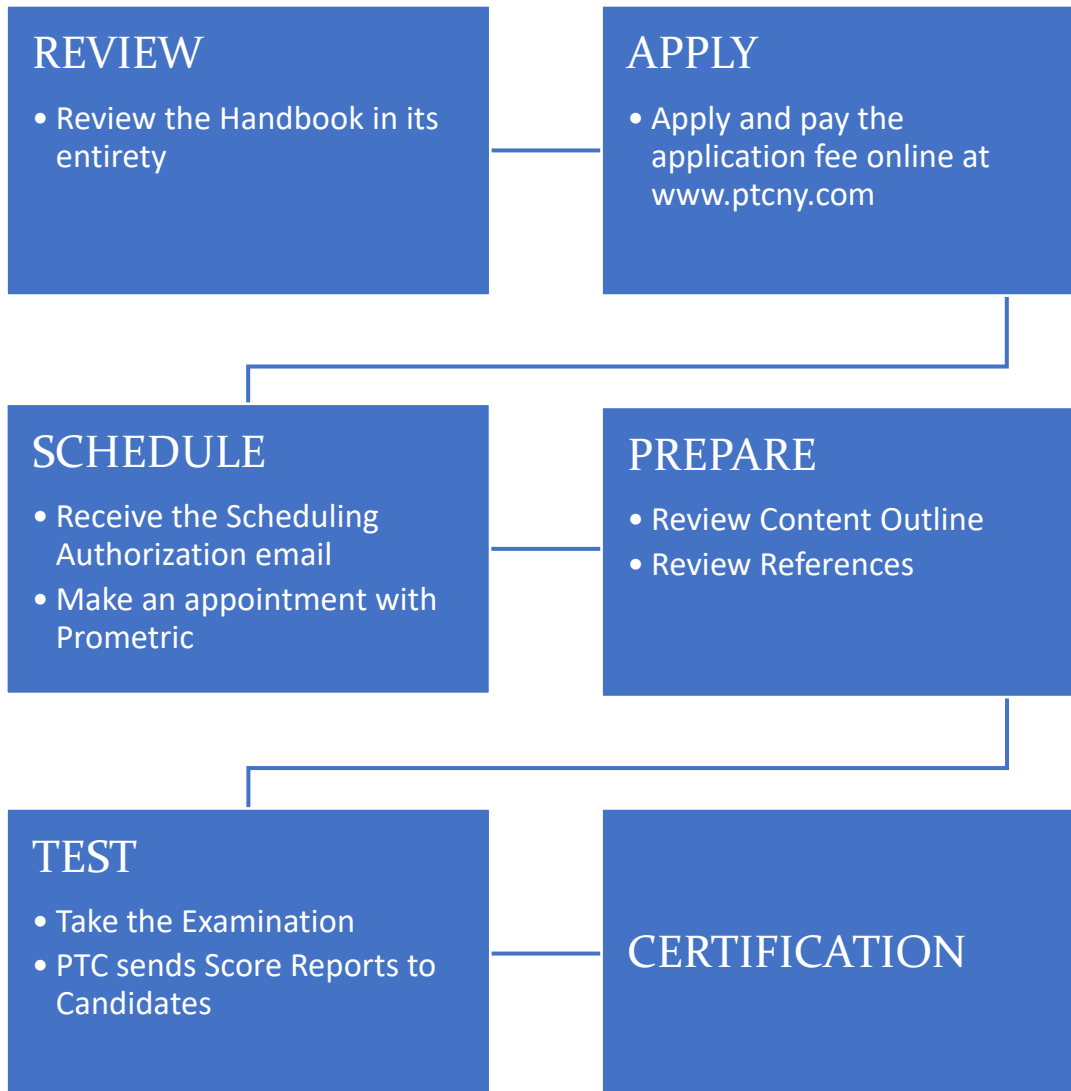 REVIEW
• Review the Handbook in its
entirety
APPLY
• Apply and pay the
application fee online at
www.ptcny.com
SCHEDULE
• Receive the Scheduling
Authorization email
• Make an appointment with
Prometric
PREPARE
• Review Content Outline
• Review References
TEST
• Take the Examination
• PTC sends Score Reports to
Candidates
CERTIFICATION